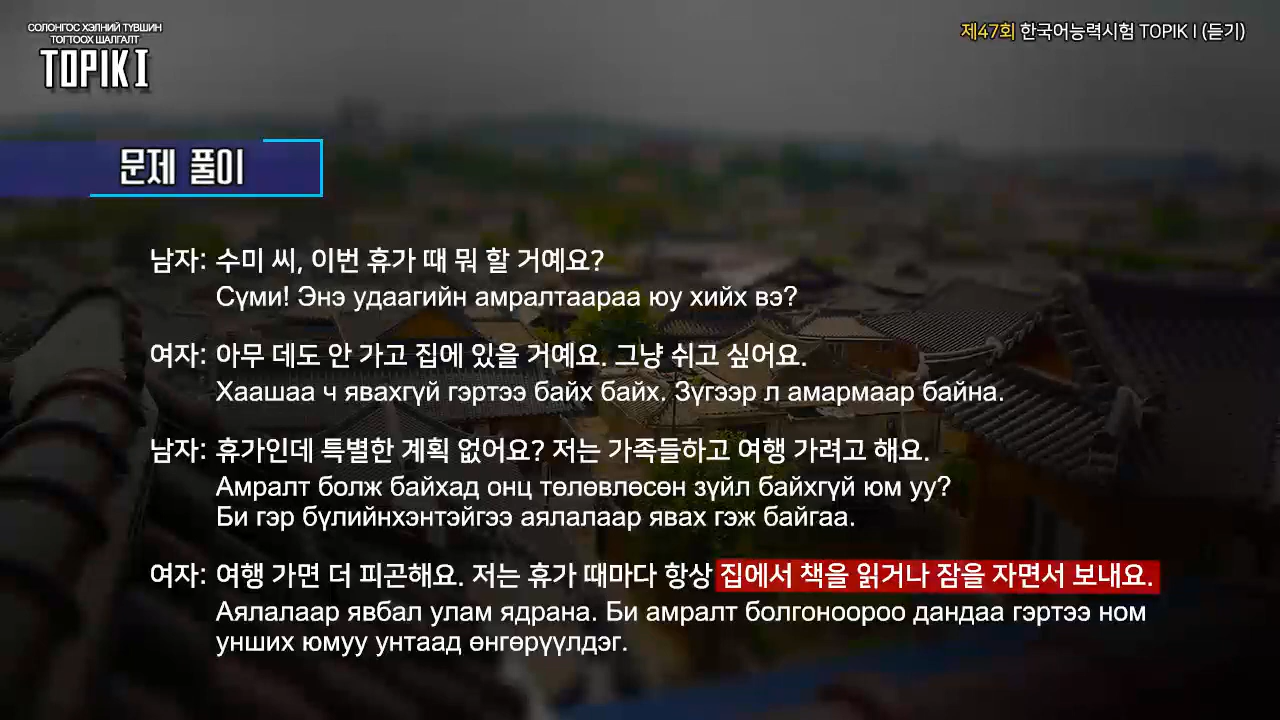 СОЛОНГОС ХЭЛНИЙ ТҮВШИН
ТОГТООХ ШАЛГАЛТ
TOPIK I
제47회 한국어능력시험 TOPIK I (듣기)
문제 풀이
남자: 수미 씨, 이번 휴가 때 뭐 할 거예요?
Сүми! Энэ удаагийн амралтаараа юу хийх вэ?
여자: 아무 데도 안 가고 집에 있을 거예요. 그냥 쉬고 싶어요.
Хаашаа ч явахгүй гэртээ байх байх. Зүгээр л амармаар байна.
남자: 휴가인데 특별한 계획 없어요? 저는 가족들하고 여행 가려고 해요.
Амралт болж байхад онц төлөвлөсөн зүйл байхгүй юм уу?
Би гэр бүлийнхэнтэйгээ аялалаар явах гэж байгаа.
여자: 여행 가면 더 피곤해요. 저는 휴가 때마다 항상 집에서 책을 읽거나 잠을 자면서 보내요.
Аялалаар явбал улам ядрана. Би амралт болгоноороо дандаа гэртээ ном
унших юмуу унтаад өнгөрүүлдэг.